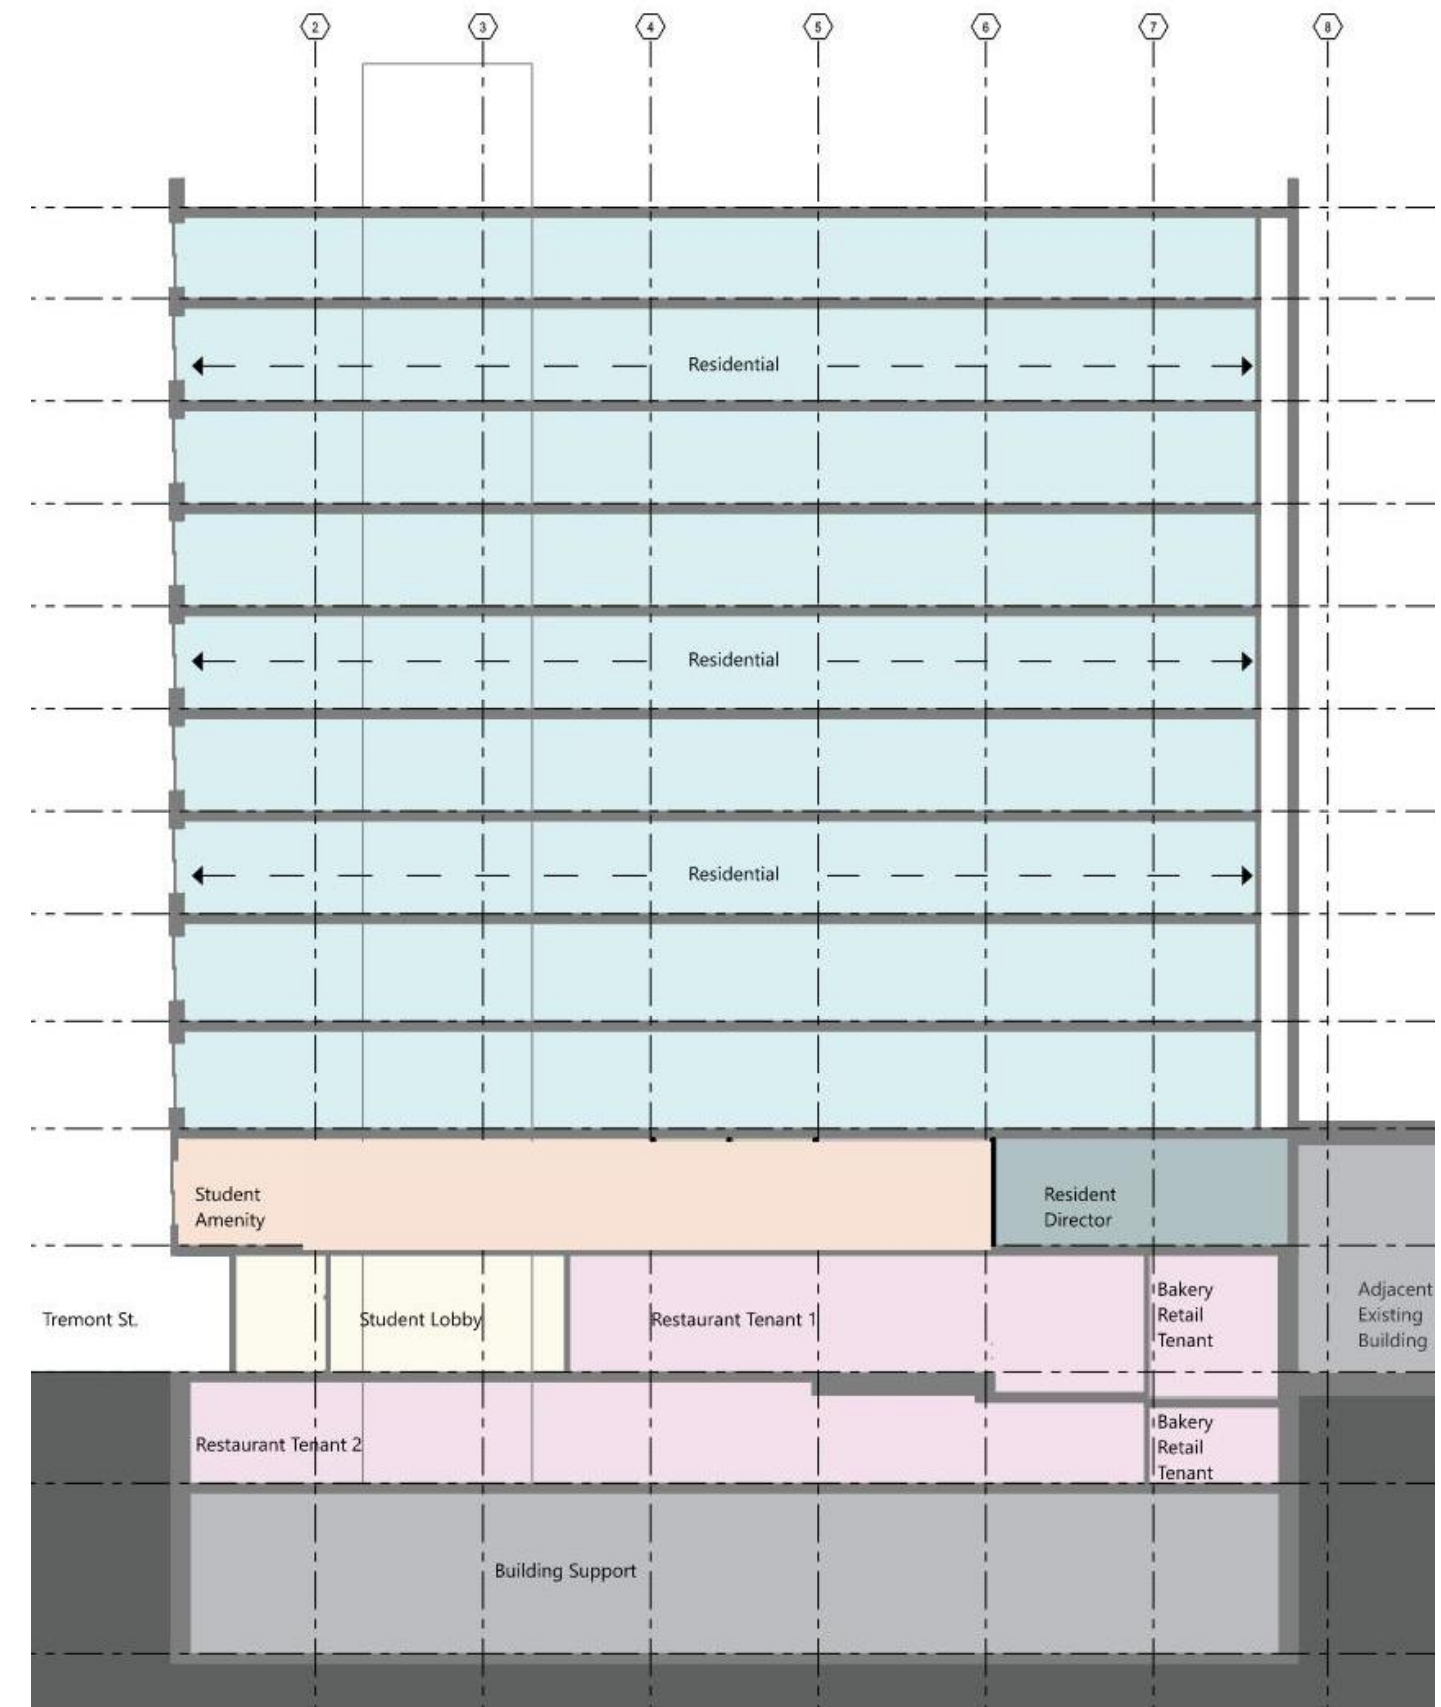 2
3
4
5
6
7
8
Residential
Residential
Residential
Student
Amenity
Resident
Director
Tremont St.
Student Lobby
Restaurant Tenant 1
Bakery
Retail
Tenant
Adjacent
Existing
Building
Restaurant Tenant 2
Bakery
Retail
Tenant
Building Support